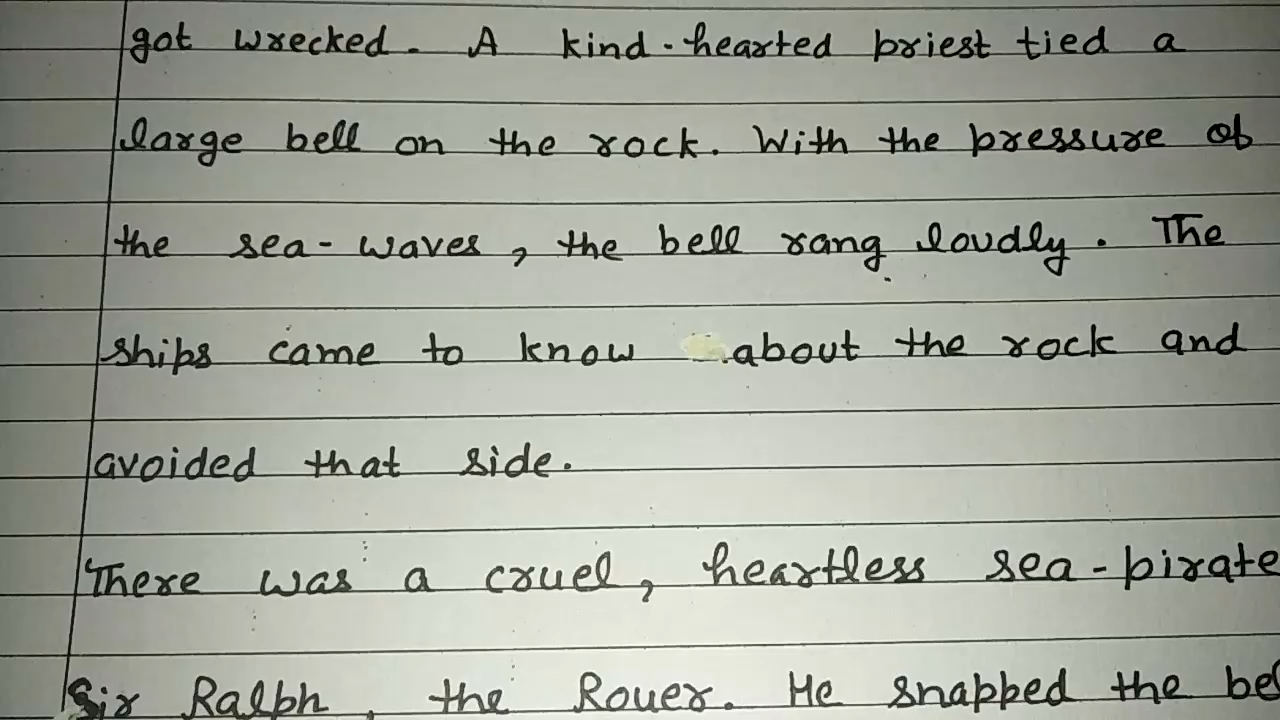 got wrecked. A kind-hearted priest tied a
large bell on the rock. With the pressure of
the sea-waves, the bell rang loudly. The
ships came to know about the rock and
avoided that side.
There was a cruel, heartless sea-pirate
Sir Ralph, the Rover. He snapped the